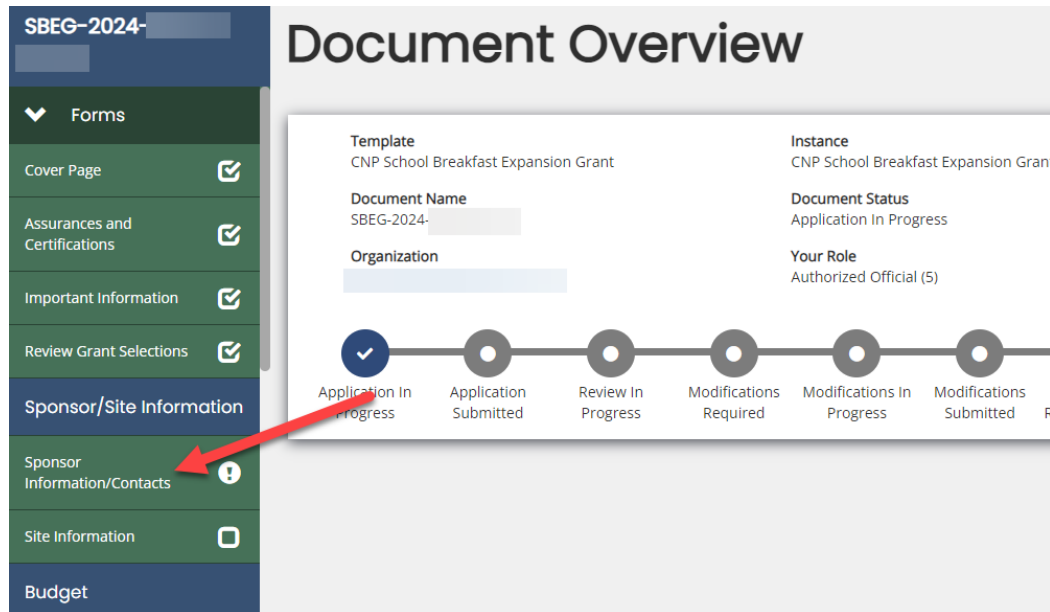 SBEG-2024-
Forms
Cover Page
Assurances and
Certifications
Important Information
Review Grant Selections
Sponsor/Site Information
Sponsor
Information/Contacts
Site Information
Budget
Document Overview
Template
CNP School Breakfast Expansion Grant
Instance
CNP School Breakfast Expansion Gran
Document Name
SBEG-2024-
Document Status
Application In Progress
Organization
Your Role
Authorized Official (5)
Application In
Progress
Application
Submitted
Review In
Progress
Modifications
Required
Modifications In
Progress
Modifications
Submitted
R